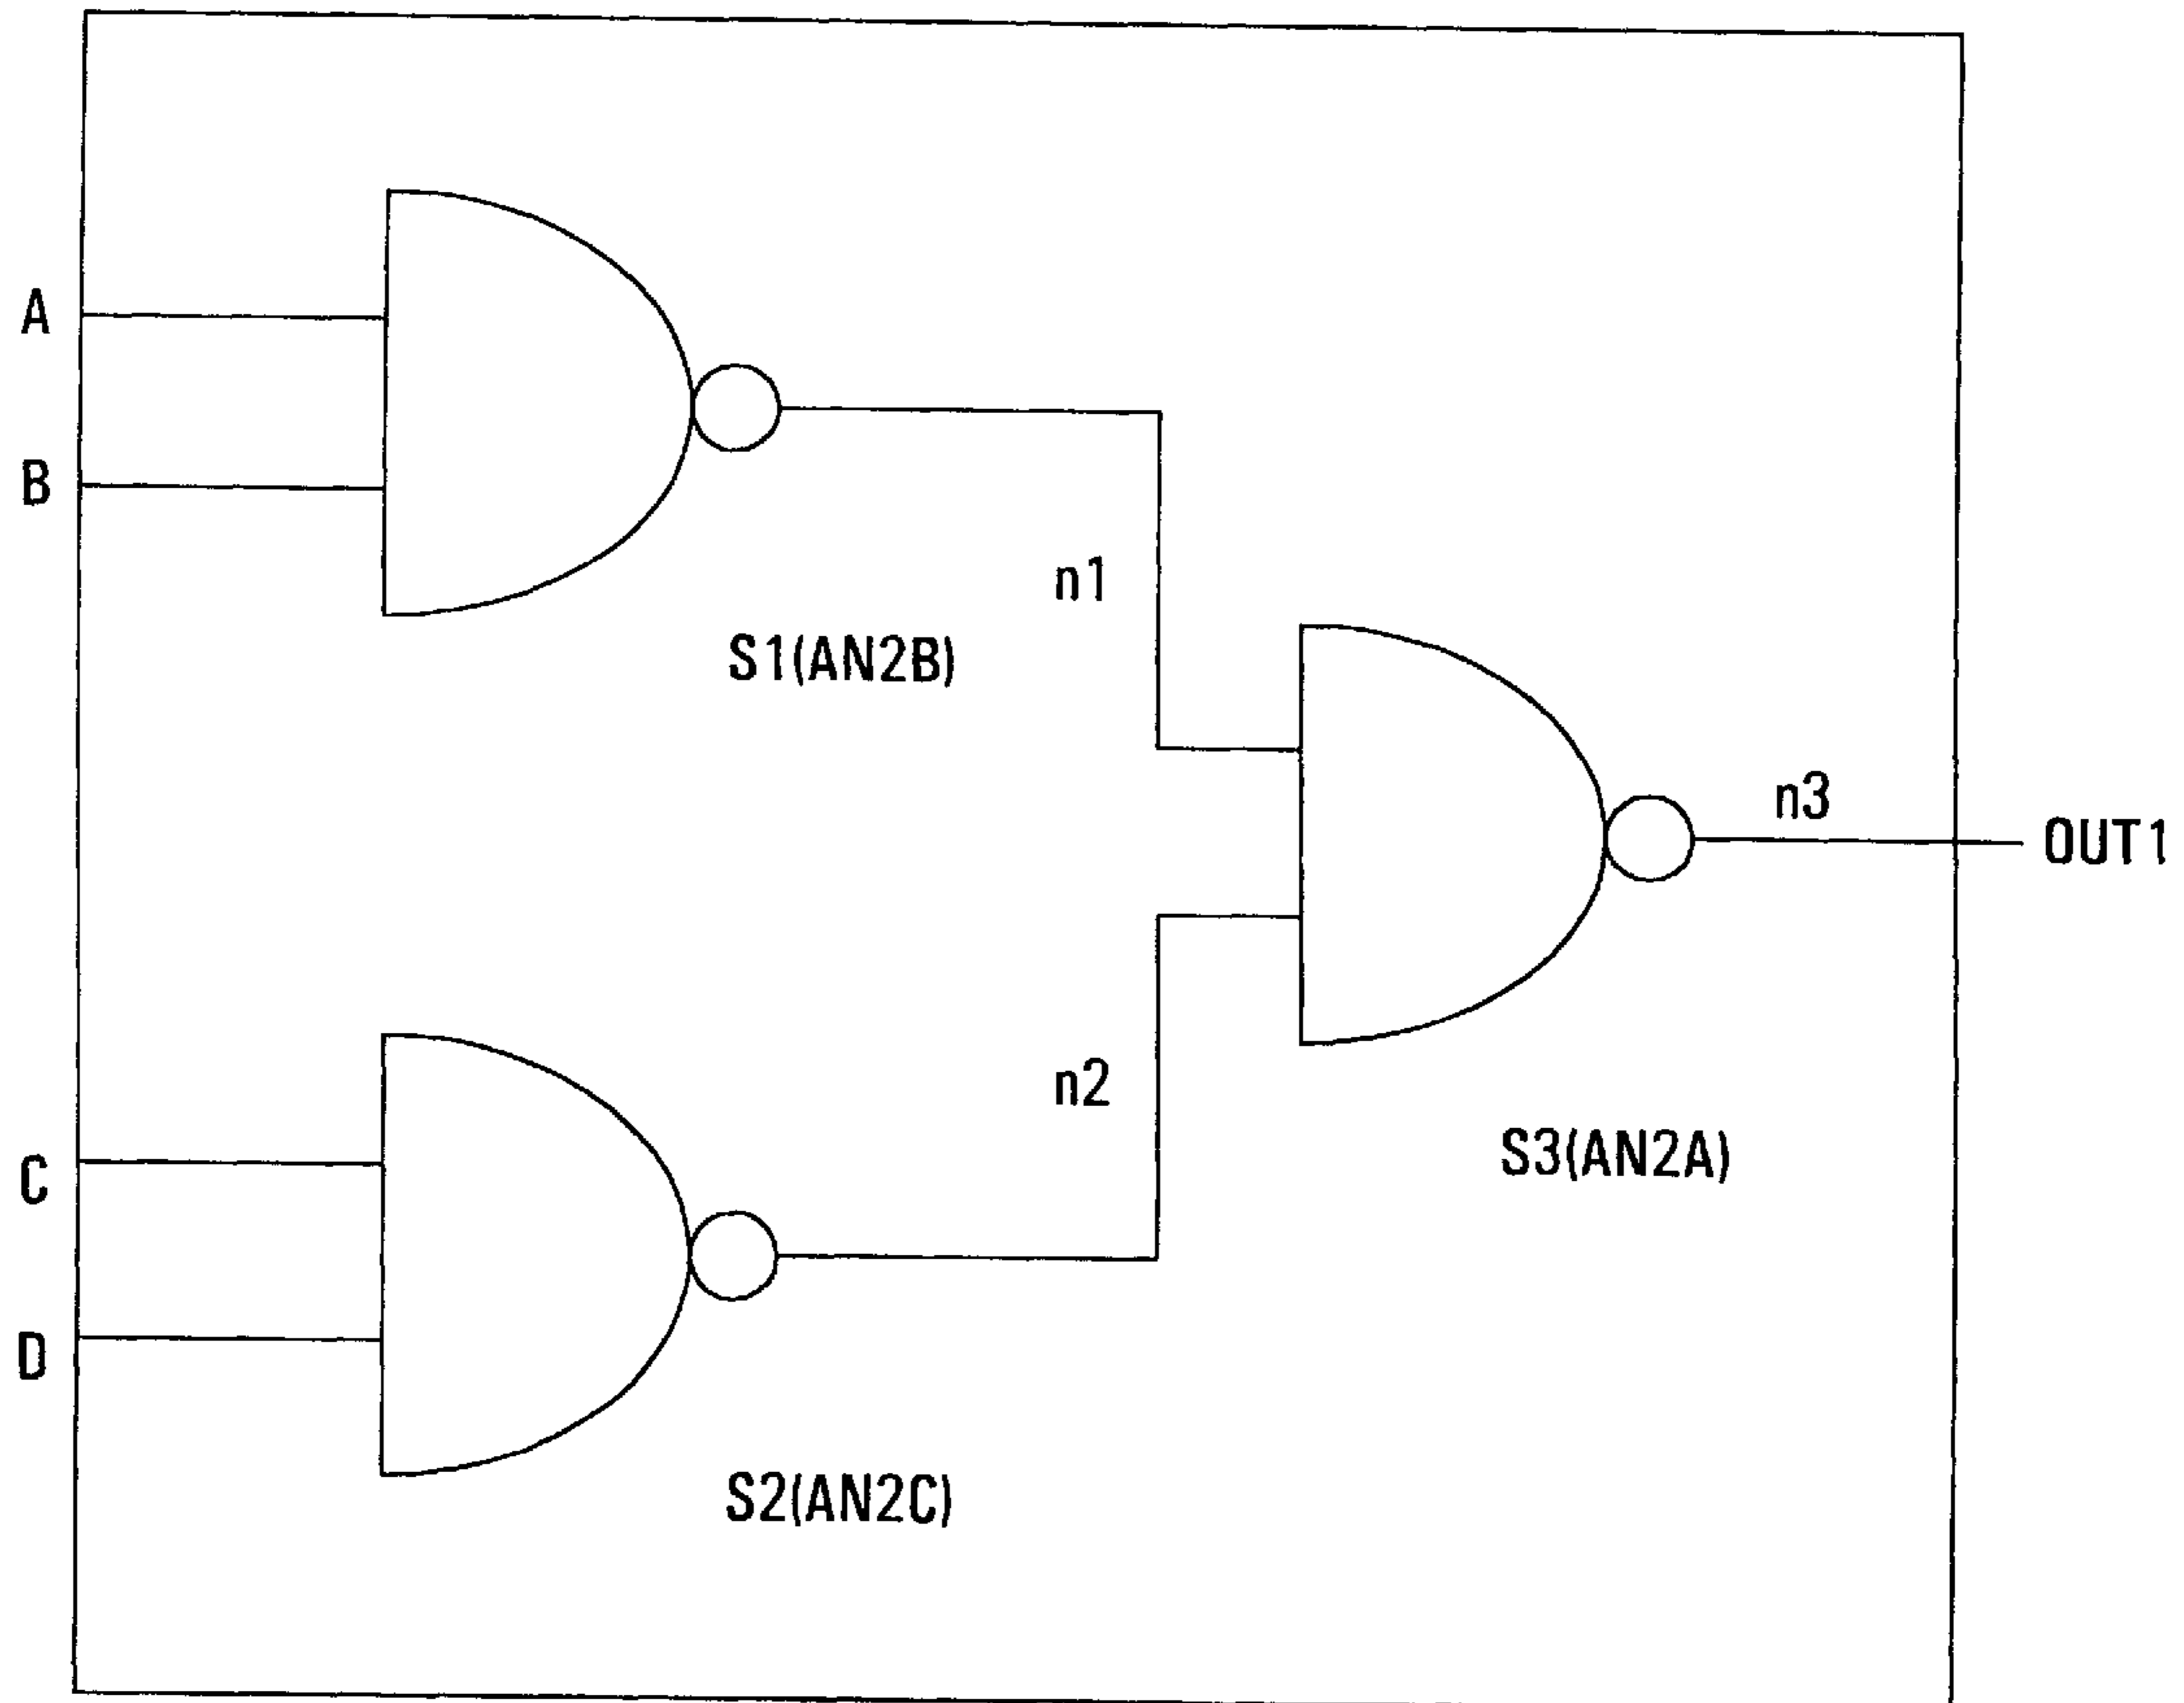 A
B
n1
S1(AN2B)
n3
OUT1
n2
C
S3(AN2A)
D
S2(AN2C)